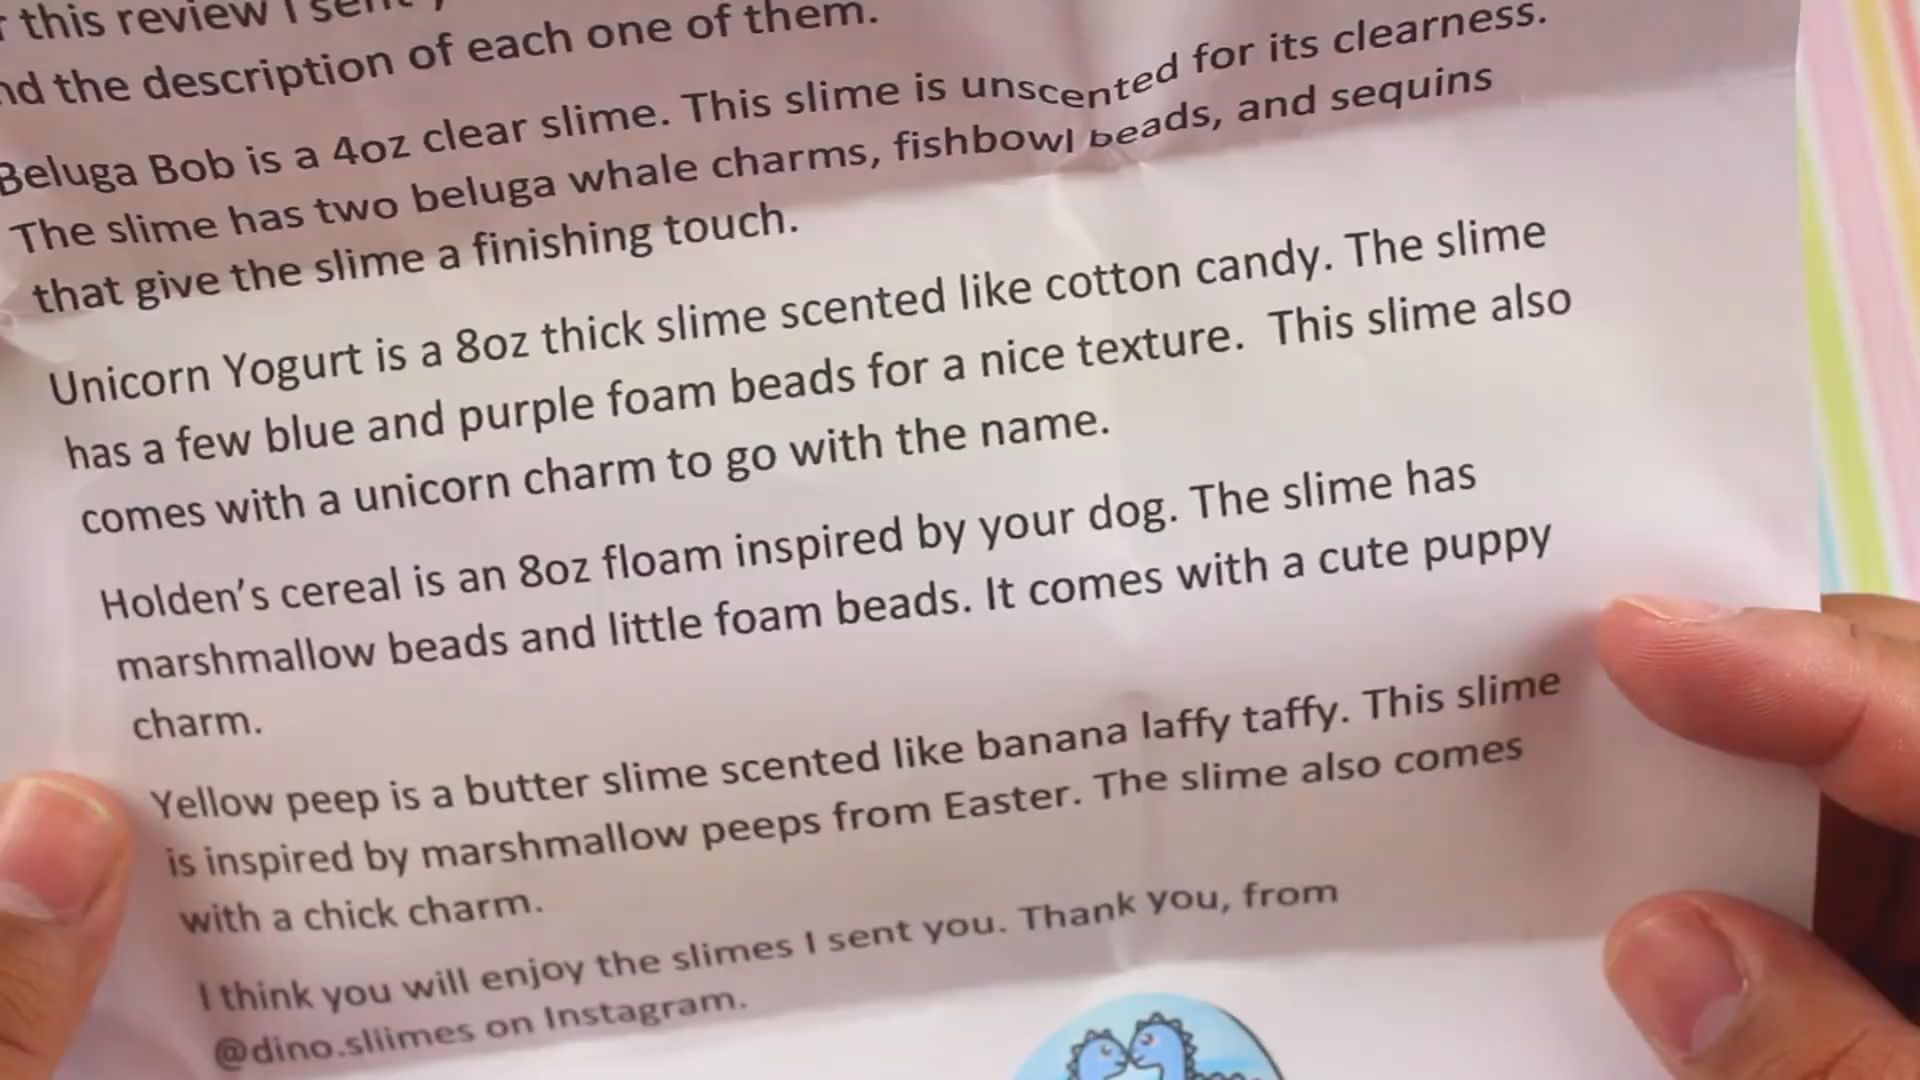 this review I sent
the description of each one of them.
Beluga Bob is a 4oz clear slime. This slime is unscented for its clearness.
The slime has two beluga whale charms, fishbowl beads, and sequins
that give the slime a finishing touch.
Unicorn Yogurt is a 8oz thick slime scented like cotton candy. The slime
has a few blue and purple foam beads for a nice texture. This slime also
comes with a unicorn charm to go with the name.
Holden's cereal is an 8oz floam inspired by your dog. The slime has
marshmallow beads and little foam beads. It comes with a cute puppy
charm.
Yellow peep is a butter slime scented like banana laffy taffy. This slime
is inspired by marshmallow peeps from Easter. The slime also comes
with a chick charm.
I think you will enjoy the slimes I sent you. Thank you, from
@dino.sliimes on Instagram.